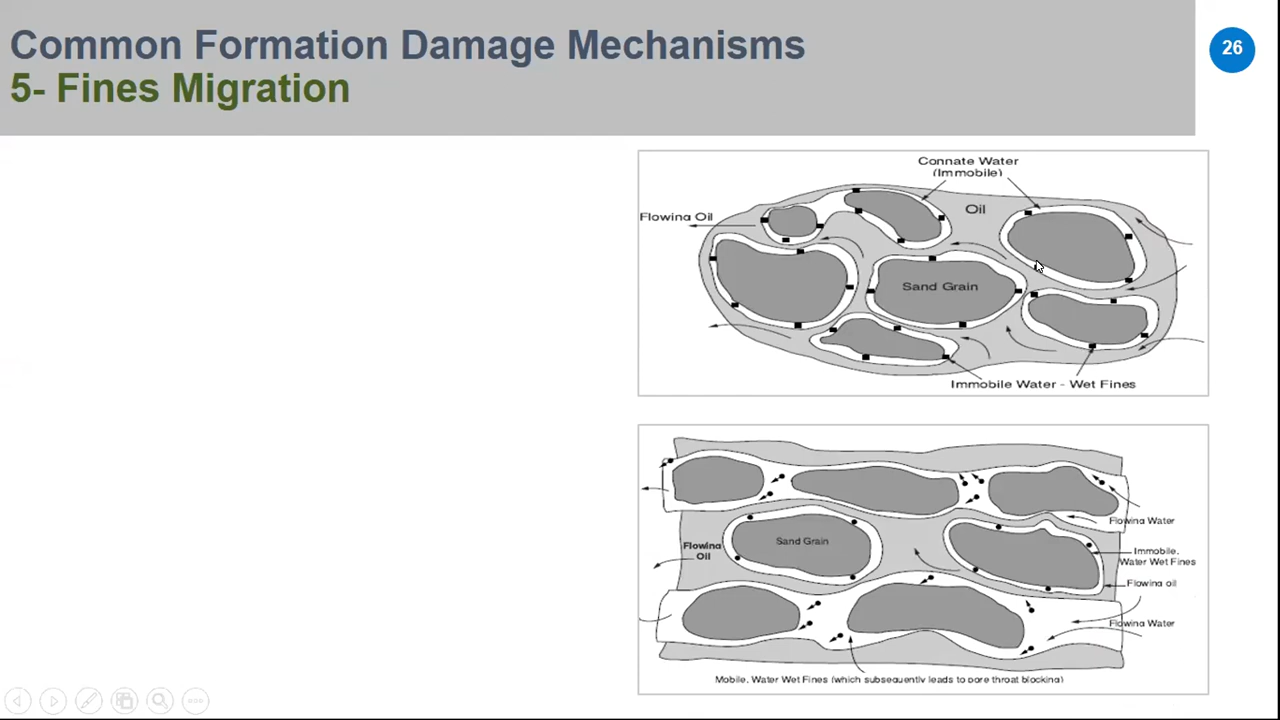 Common Formation Damage Mechanisms
5- Fines Migration
26
Connate Water
(Immobile)
Flowing Oil
Oil
Sand Grain
Immobile Water - Wet Fines
Flowing Water
Flowing
Oil
Sand Grain
Immobile.
Water Wet Fines
Flowing oil
Flowing Water
Mobile. Water Wet Fines (which subsequently leads to pore throat blocking)